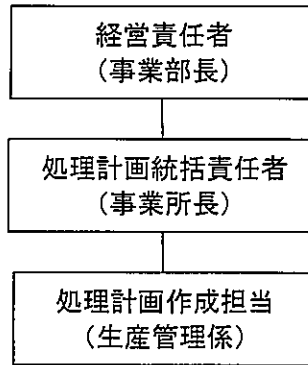 経営責任者
(事業部長)
処理計画統括責任者
(事業所長)
処理計画作成担当
(生産管理係)